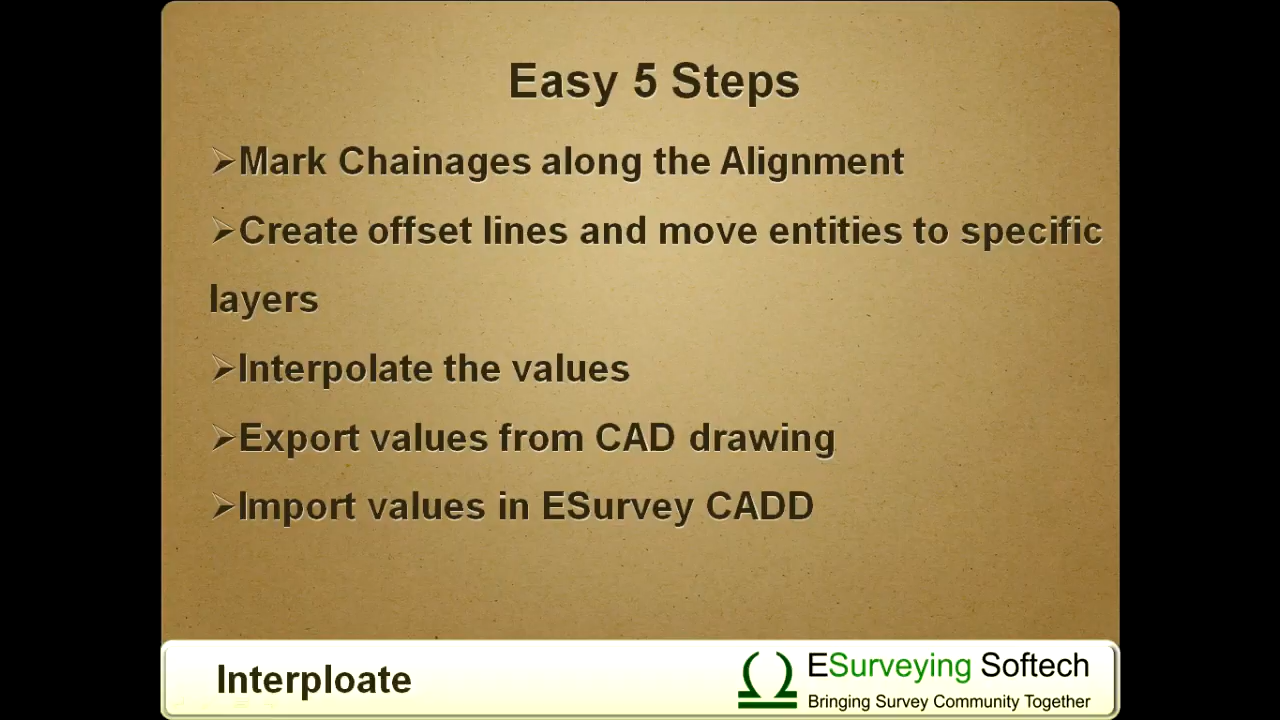 Easy 5 Steps
➢Mark Chainages along the Alignment
➢Create offset lines and move entities to specific
layers
➢Interpolate the values
➢Export values from CAD drawing
➢Import values in ESurvey CADD
Interploate
ESurveying Softech
Bringing Survey Community Together